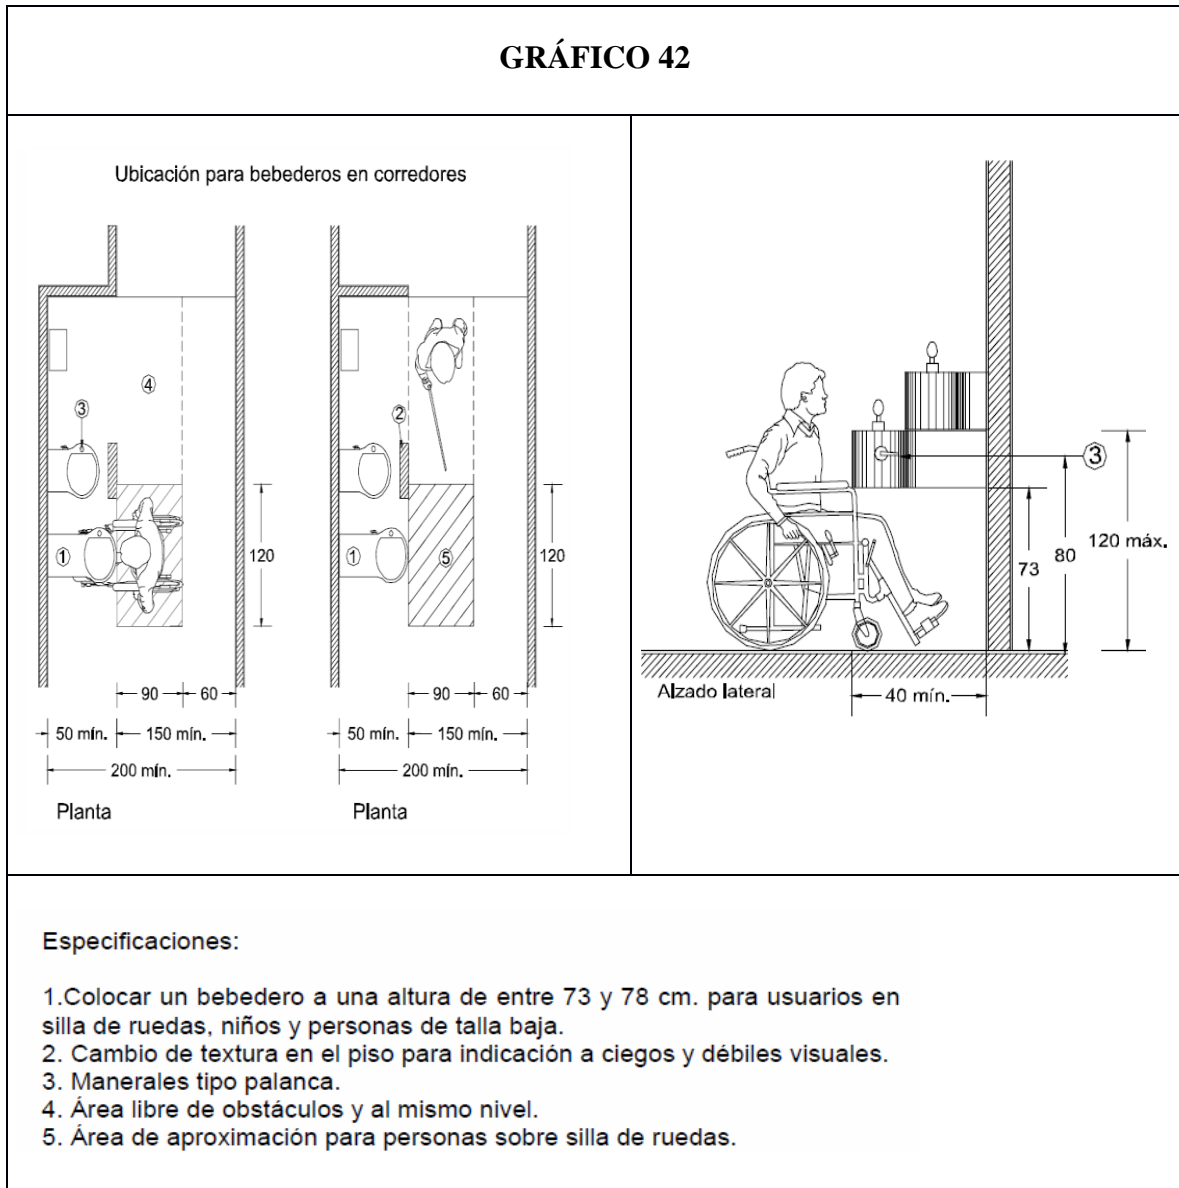 GRÁFICO 42
Ubicación para bebederos en corredores
3
4
1
120
90
60
50 mín.
150 mín.
200 mín.
Planta
2
1
5
120
90
60
50 mín.
150 mín.
200 mín.
Planta
3
120 máx.
80
73
Alzado lateral
40 mín.
Especificaciones:
1.Colocar un bebedero a una altura de entre 73 y 78 cm. para usuarios en
silla de ruedas, niños y personas de talla baja.
2. Cambio de textura en el piso para indicación a ciegos y débiles visuales.
3. Manerales tipo palanca.
4. Área libre de obstáculos y al mismo nivel.
5. Área de aproximación para personas sobre silla de ruedas.